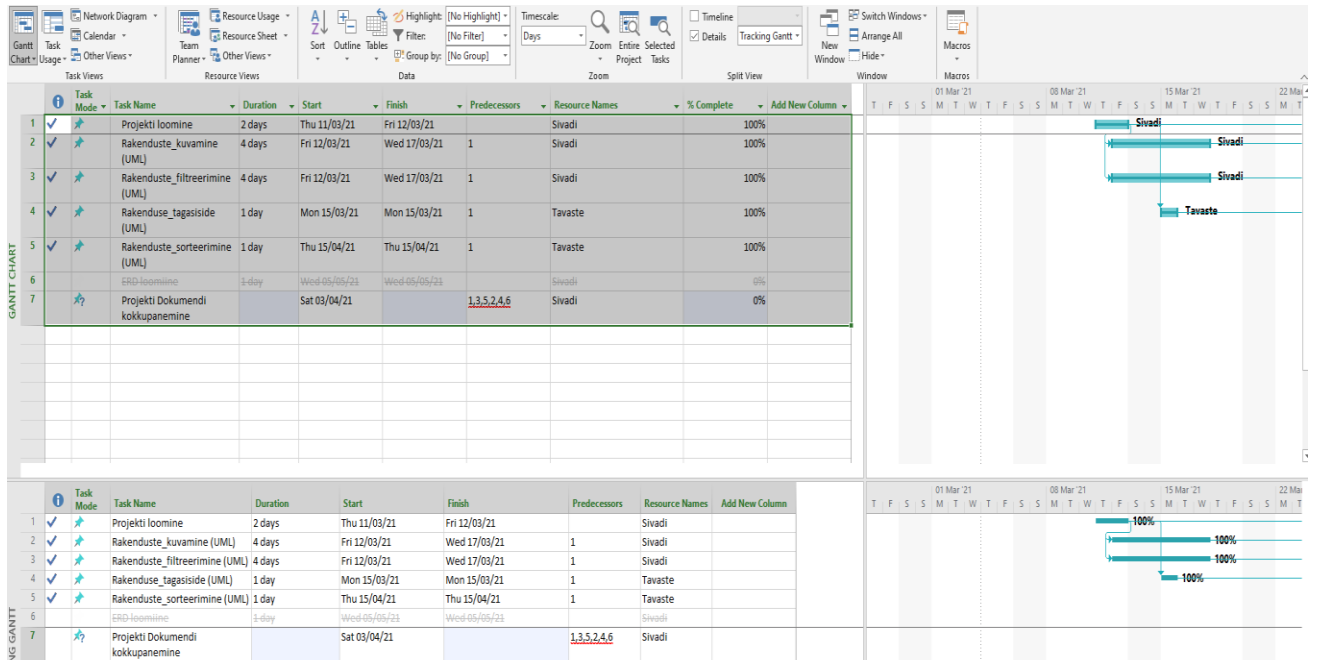 Network Diagram
Calendar
Other Views
Gantt Chart
Task Usage
Task Views
Team Planner
Resource Usage
Resource Sheet
Other Views
Resource Views
Sort
Outline
Tables
Highlight: [No Highlight]
Filter: [No Filter]
Group by: [No Group]
Data
Timescale:
Days
Zoom
Entire Project
Selected Tasks
Zoom
Timeline
Details Tracking Gantt
Split View
New Window
Switch Windows
Arrange All
Hide
Window
Macros
Macros
Task Mode Task Name Duration Start Finish Predecessors Resource Names % Complete Add New Column
01 Mar '21 08 Mar '21 15 Mar '21 22 Mar
T F S S M T W T F S S M T W T F S S M T W T F S S M T
1 Projekti loomine 2 days Thu 11/03/21 Fri 12/03/21 Sivadi 100% Sivadi
2 Rakenduste_kuvamine 4 days Fri 12/03/21 Wed 17/03/21 1 Sivadi 100% Sivadi
(UML)
3 Rakenduste_filtreerimine 4 days Fri 12/03/21 Wed 17/03/21 1 Sivadi 100% Sivadi
(UML)
4 Rakenduse_tagasiside 1 day Mon 15/03/21 Mon 15/03/21 1 Tavaste 100% Tavaste
(UML)
5 Rakenduste_sorteerimine 1 day Thu 15/04/21 Thu 15/04/21 1 Tavaste 100%
(UML)
6 ERD loomiine 1 day Wed 05/05/21 Wed 05/05/21 Sivadi 0%
7 Projekti Dokumendi Sat 03/04/21 1,3,5,2,4,6 Sivadi 0%
kokkupanemine
GANTT CHART
Task Mode Task Name Duration Start Finish Predecessors Resource Names Add New Column
01 Mar '21 08 Mar '21 15 Mar '21 22 Mar
T F S S M T W T F S S M T W T F S S M T W T F S S M T
1 Projekti loomine 2 days Thu 11/03/21 Fri 12/03/21 Sivadi 100%
2 Rakenduste_kuvamine (UML) 4 days Fri 12/03/21 Wed 17/03/21 1 Sivadi 100%
3 Rakenduste_filtreerimine (UML) 4 days Fri 12/03/21 Wed 17/03/21 1 Sivadi 100%
4 Rakenduse_tagasiside (UML) 1 day Mon 15/03/21 Mon 15/03/21 1 Tavaste 100%
5 Rakenduste_sorteerimine (UML) 1 day Thu 15/04/21 Thu 15/04/21 1 Tavaste
6 ERD loomiine 1 day Wed 05/05/21 Wed 05/05/21 Sivadi
7 Projekti Dokumendi Sat 03/04/21 1,3,5,2,4,6 Sivadi
kokkupanemine
NG GANTT